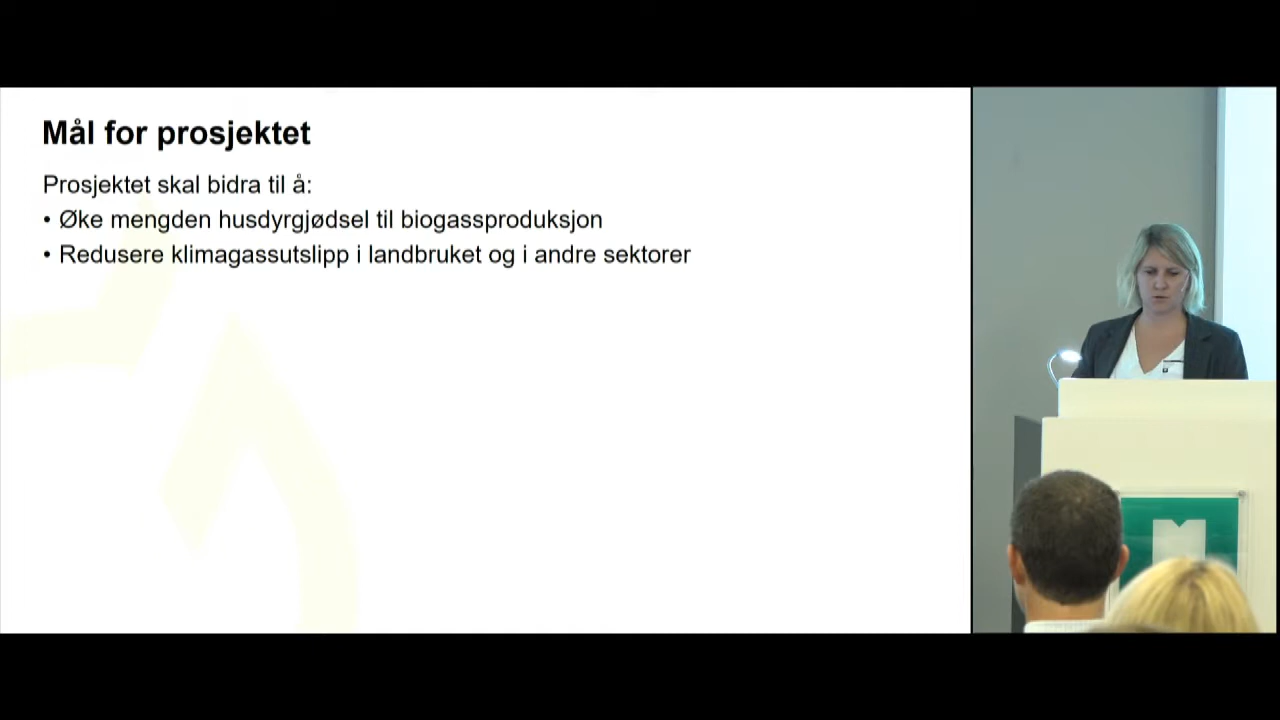 Mål for prosjektet
Prosjektet skal bidra til å:
• Øke mengden husdyrgjødsel til biogassproduksjon
• Redusere klimagassutslipp i landbruket og i andre sektorer